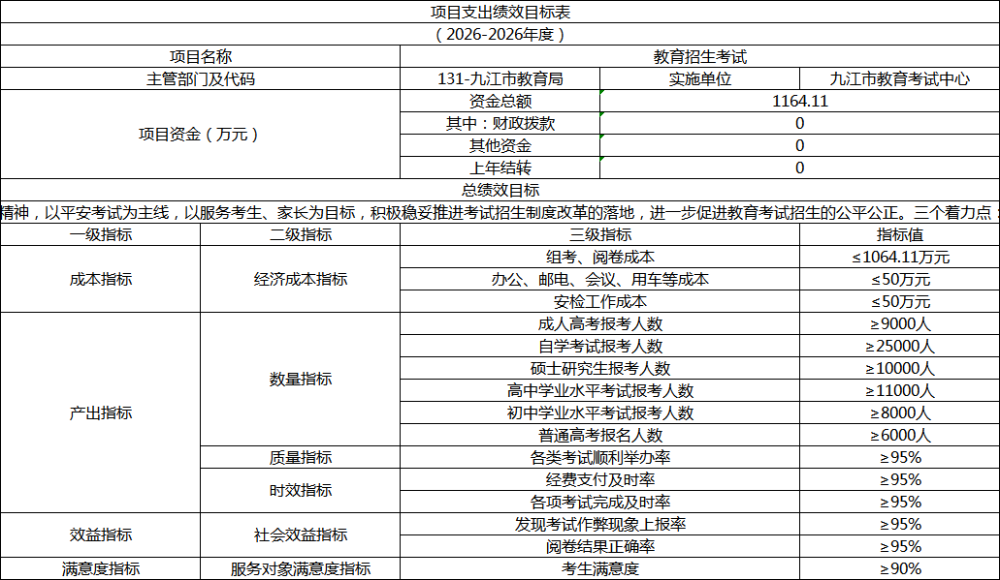 项目支出绩效目标表
（2026-2026年度）
项目名称 教育招生考试
主管部门及代码 131-九江市教育局 实施单位 九江市教育考试中心
项目资金（万元） 资金总额 1164.11
其中：财政拨款 0
其他资金 0
上年结转 0
总绩效目标
精神，以平安考试为主线，以服务考生、家长为目标，积极稳妥推进考试招生制度改革的落地，进一步促进教育考试招生的公平公正。三个着力点：
一级指标 二级指标 三级指标 指标值
成本指标 经济成本指标 组考、阅卷成本 ≤1064.11万元
办公、邮电、会议、用车等成本 ≤50万元
安检工作成本 ≤50万元
产出指标 数量指标 成人高考报考人数 ≥9000人
自学考试报考人数 ≥25000人
硕士研究生报考人数 ≥10000人
高中学业水平考试报考人数 ≥11000人
初中学业水平考试报考人数 ≥8000人
普通高考报名人数 ≥6000人
质量指标 各类考试顺利举办率 ≥95%
时效指标 经费支付及时率 ≥95%
各项考试完成及时率 ≥95%
效益指标 社会效益指标 发现考试作弊现象上报率 ≥95%
阅卷结果正确率 ≥95%
满意度指标 服务对象满意度指标 考生满意度 ≥90%